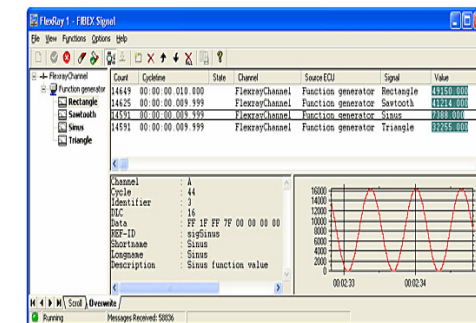 FlexRay 1 - FIBEX Signal
File View Functions Options Help
FlexrayChannel
Function generator
Rectangle
Sawtooth
Sinus
Triangle
Count Cycletime State Channel Source ECU Signal Value
14649 00:00:00.010.000 FlexrayChannel Function generator Rectangle 49150.000
14625 00:00:00.009.999 FlexrayChannel Function generator Sawtooth 41214.000
14591 00:00:00.009.999 FlexrayChannel Function generator Sinus 7388.000
14591 00:00:00.009.999 FlexrayChannel Function generator Triangle 32255.000
Channel : A
Cycle : 44
Identifier : 3
DLC : 16
Data : FF 1F FF 7F 00 00 00 00
REF-ID : sigSinus
Shortname : Sinus
Longname : Sinus
Description : Sinus function value
16000
14000
12000
10000
8000
6000
4000
2000
0
00:02:33 00:02:34
Scroll Overwrite
Running Messages Received: 58836